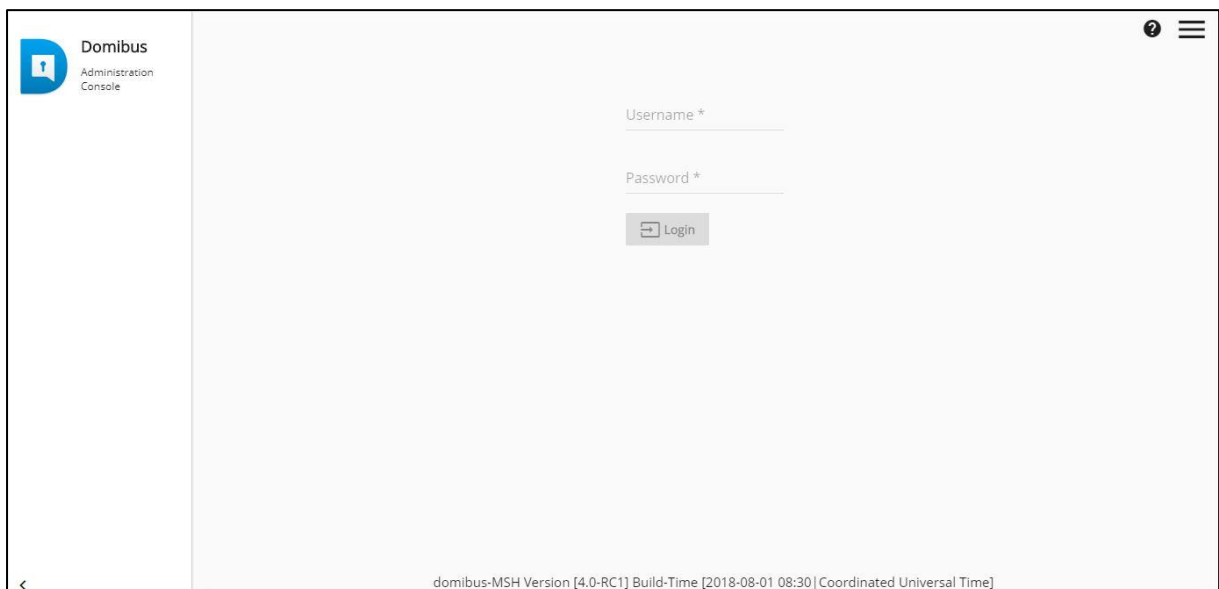 Domibus
Administration
Console
Username *
Password *
Login
domibus-MSH Version [4.0-RC1] Build-Time [2018-08-01 08:30|Coordinated Universal Time]